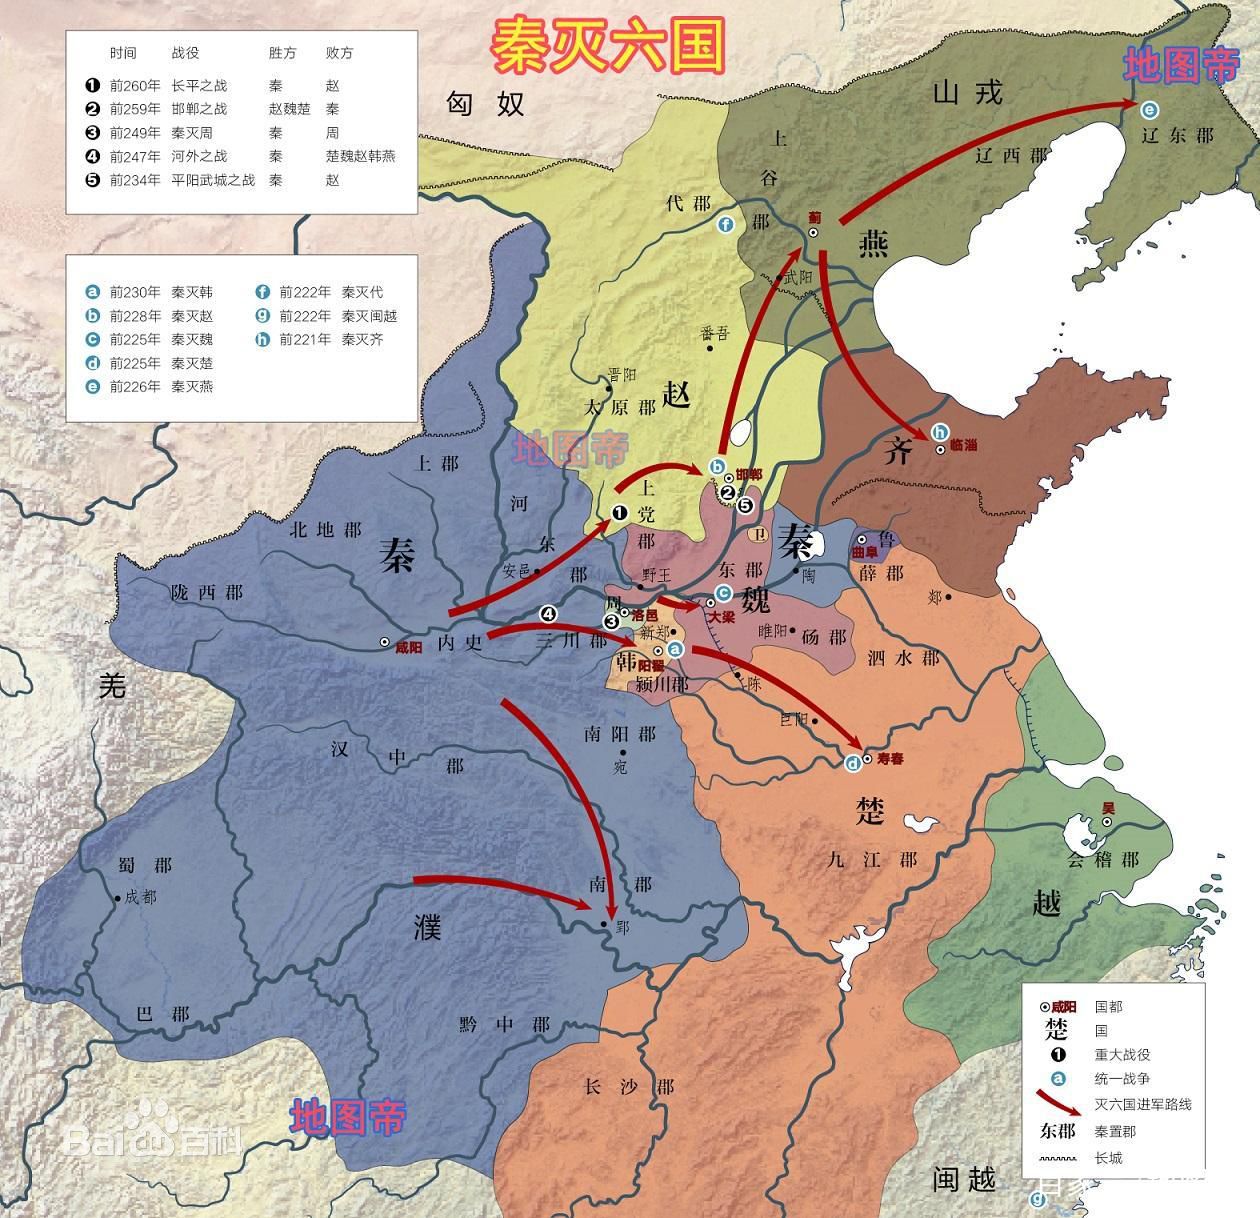 秦灭六国
地图帝
时间 战役 胜方 败方
1 前260年 长平之战 秦 赵
2 前259年 邯郸之战 赵魏楚 秦
3 前249年 秦灭周 秦 周
4 前247年 河外之战 秦 楚魏赵韩燕
5 前234年 平阳武城之战 秦 赵
a 前230年 秦灭韩
b 前228年 秦灭赵
c 前225年 秦灭魏
d 前225年 秦灭楚
e 前226年 秦灭燕
f 前222年 秦灭代
g 前222年 秦灭闽越
h 前221年 秦灭齐
匈奴
山戎
上谷郡
辽西郡
e
辽东郡
代郡
f
蓟
燕
武阳
番吾
晋阳
太原郡
赵
地图帝
齐
h
临淄
上郡
b
邯郸
2
5
上党郡
1
河东郡
北地郡
秦
卫
秦
鲁
曲阜
安邑
野王
东郡
陶
薛郡
陇西郡
郯
周
洛邑
3
4
c
大梁
魏
咸阳
内史
三川郡
新郑
睢阳
砀郡
韩
阳翟
a
泗水郡
羌
颍川郡
陈
巨阳
南阳郡
宛
汉中郡
d
寿春
楚
吴
会稽郡
九江郡
蜀郡
成都
南郡
越
濮
郢
巴郡
黔中郡
长沙郡
地图帝
Baidu百科
闽越
g
咸阳 国都
楚 国
1 重大战役
a 统一战争
灭六国进军路线
东郡 秦置郡
长城